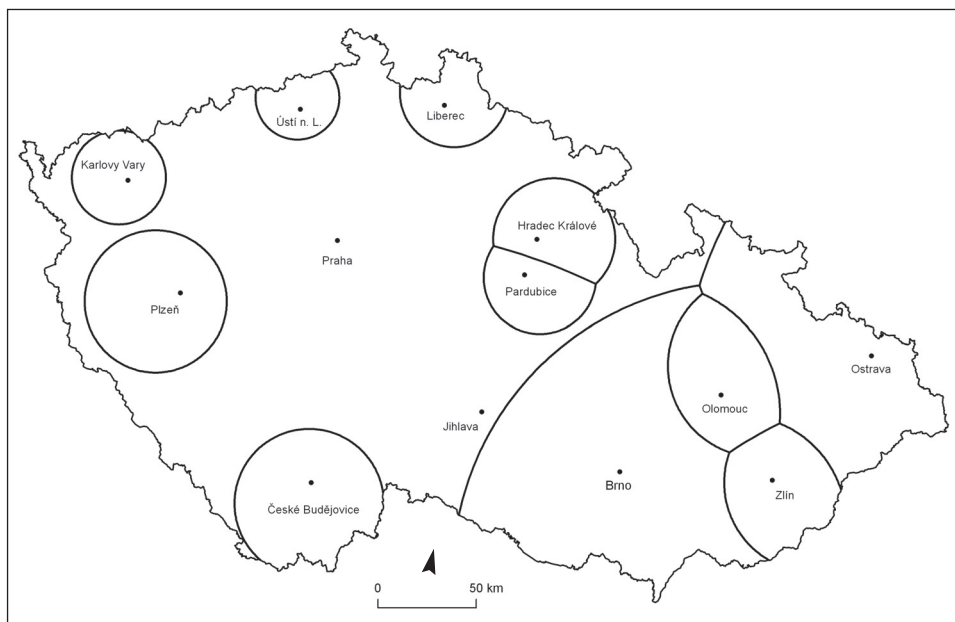 Ústí n. L.
Liberec
Karlovy Vary
Hradec Králové
Praha
Pardubice
Plzeň
Ostrava
Olomouc
Jihlava
Brno
Zlín
České Budějovice
0 50 km